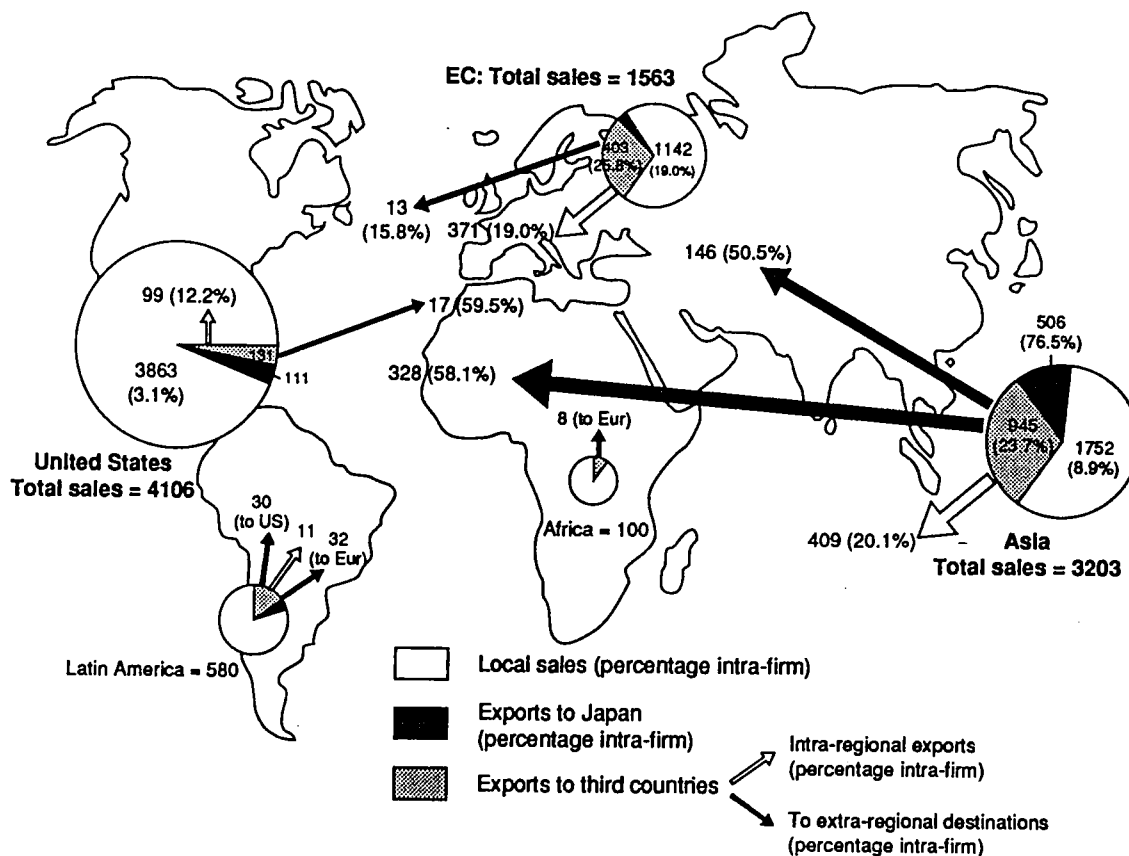 EC: Total sales = 1563
403
(25.8%)
1142
(19.0%)
13
(15.8%)
371 (19.0%)
146 (50.5%)
99 (12.2%)
17 (59.5%)
131
111
3863
(3.1%)
506
(76.5%)
328 (58.1%)
8 (to Eur)
945
(23.7%)
1752
(8.9%)
United States
Total sales = 4106
30
(to US)
11
32
(to Eur)
Africa = 100
409 (20.1%)
Asia
Total sales = 3203
Latin America = 580
Local sales (percentage intra-firm)
Exports to Japan
(percentage intra-firm)
Exports to third countries
Intra-regional exports
(percentage intra-firm)
To extra-regional destinations
(percentage intra-firm)